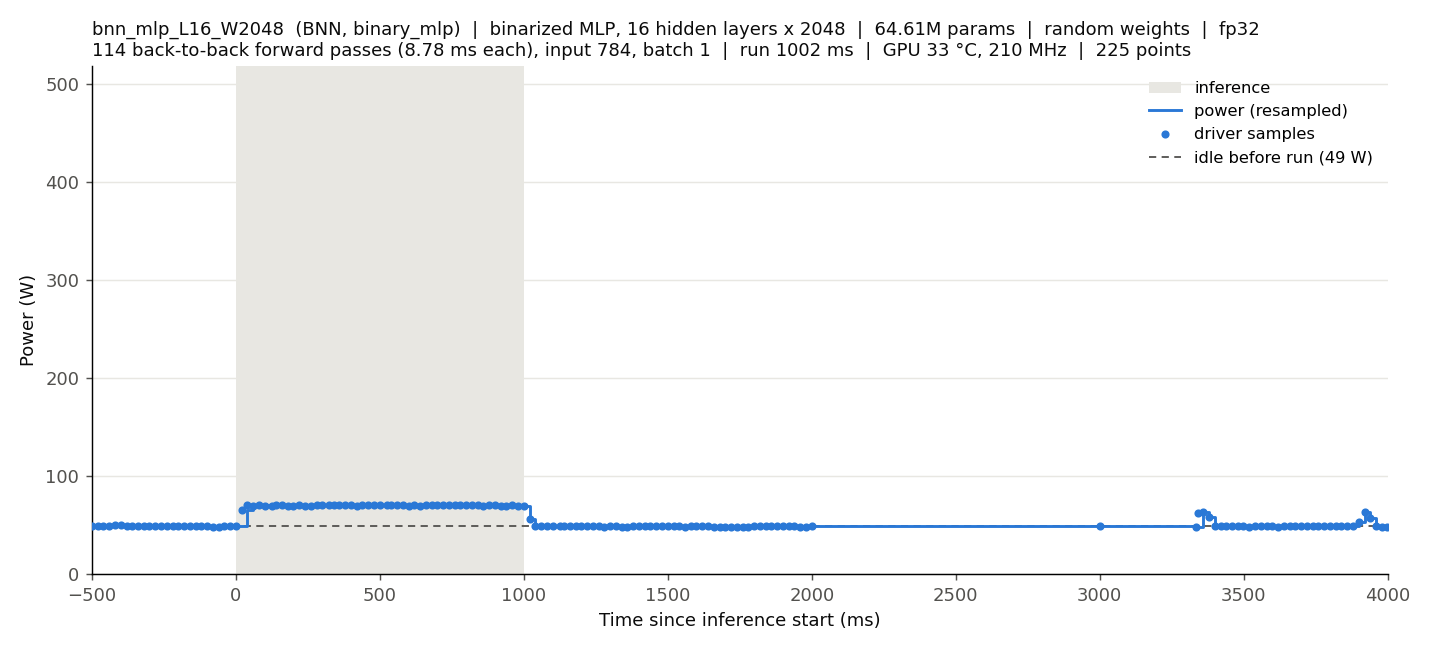 bnn_mlp_L16_W2048  (BNN, binary_mlp)  |  binarized MLP, 16 hidden layers x 2048  |  64.61M params  |  random weights  |  fp32
114 back-to-back forward passes (8.78 ms each), input 784, batch 1  |  run 1002 ms  |  GPU 33 °C, 210 MHz  |  225 points
inference
power (resampled)
driver samples
idle before run (49 W)
Power (W)
500
400
300
200
100
0
−500
0
500
1000
1500
2000
2500
3000
3500
4000
Time since inference start (ms)